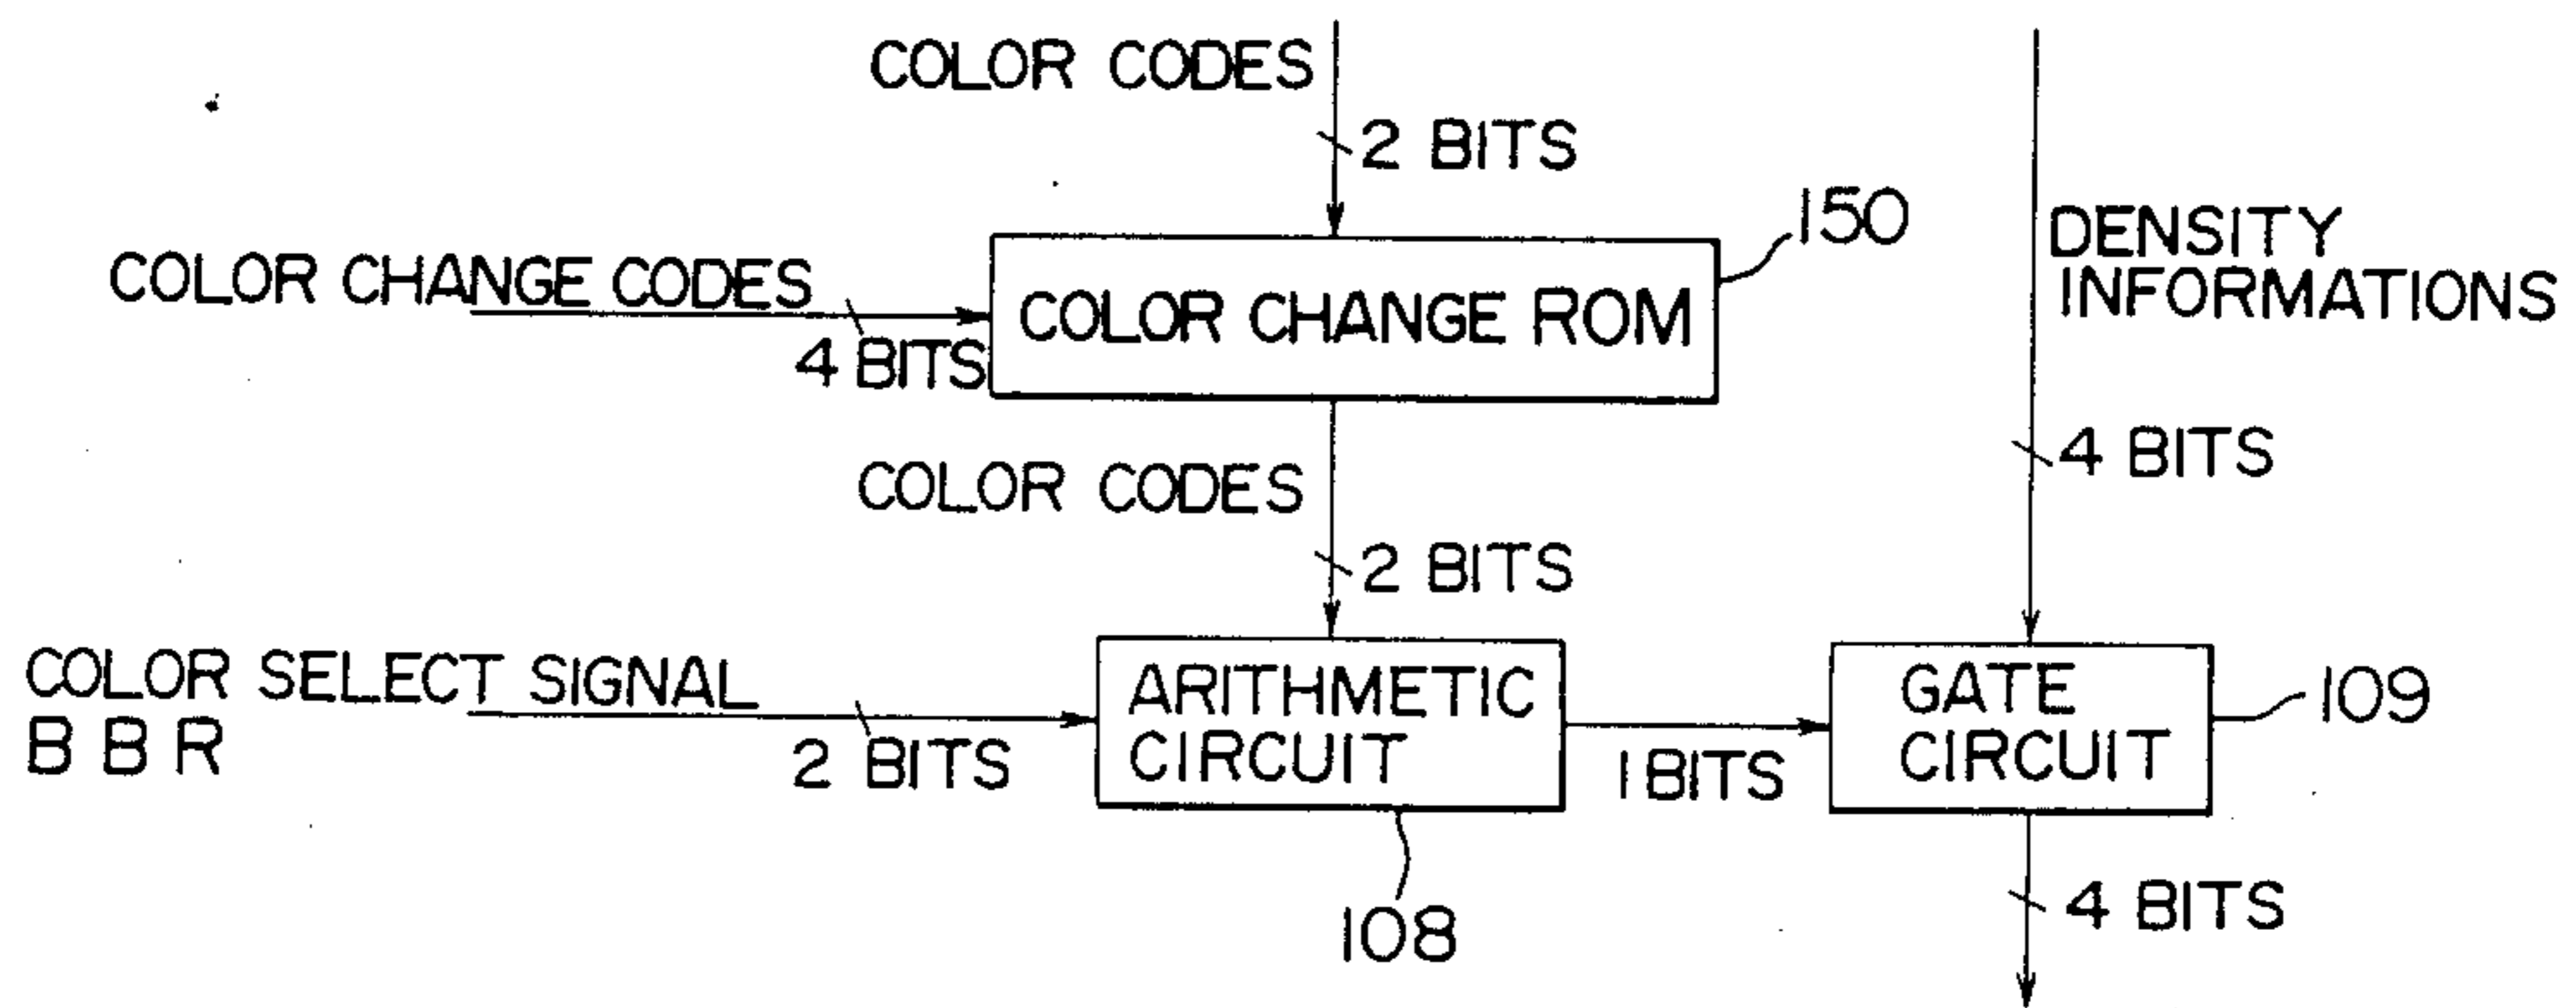 COLOR CODES
2 BITS
150
DENSITY
INFORMATIONS
COLOR CHANGE CODES
4 BITS
COLOR CHANGE ROM
4 BITS
COLOR CODES
2 BITS
COLOR SELECT SIGNAL
B B R
2 BITS
ARITHMETIC
CIRCUIT
1 BITS
GATE
CIRCUIT
109
108
4 BITS